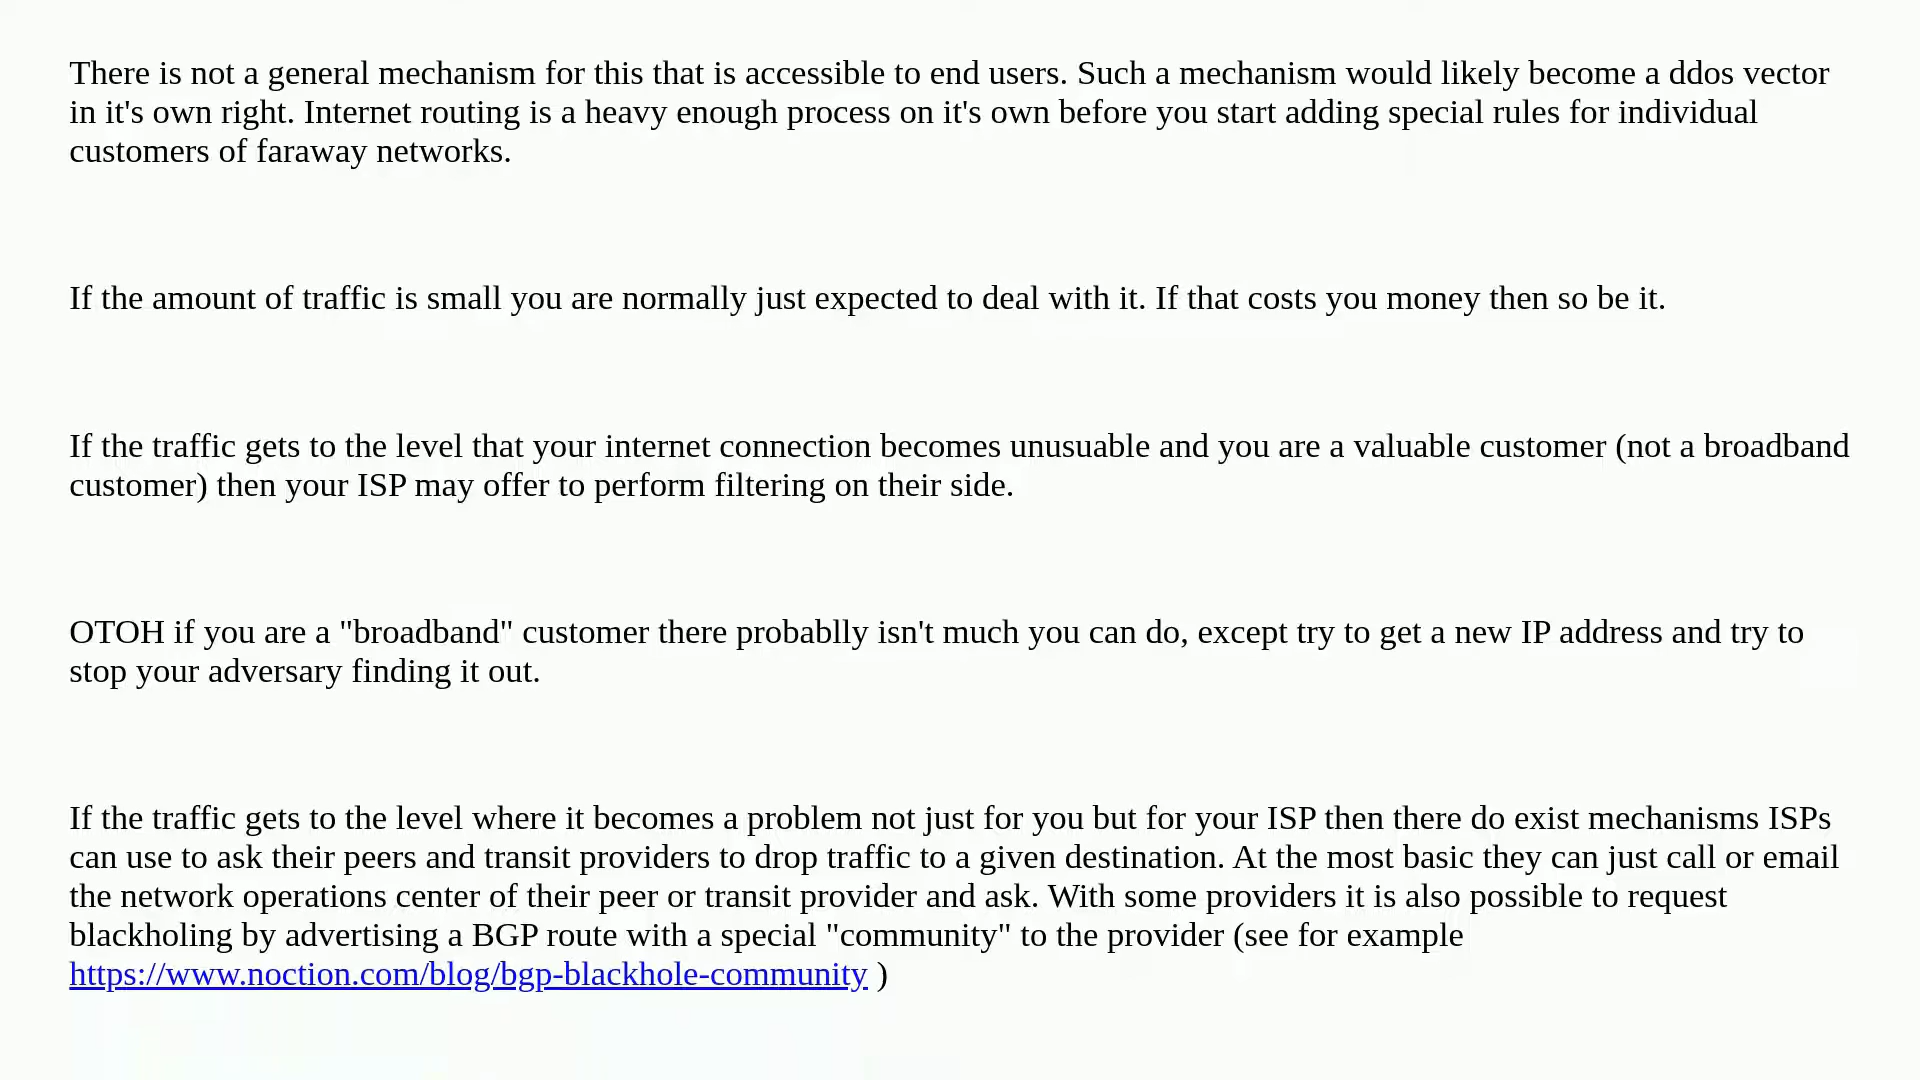 There is not a general mechanism for this that is accessible to end users. Such a mechanism would likely become a ddos vector
in it's own right. Internet routing is a heavy enough process on it's own before you start adding special rules for individual
customers of faraway networks.
If the amount of traffic is small you are normally just expected to deal with it. If that costs you money then so be it.
If the traffic gets to the level that your internet connection becomes unusuable and you are a valuable customer (not a broadband
customer) then your ISP may offer to perform filtering on their side.
OTOH if you are a "broadband" customer there probablly isn't much you can do, except try to get a new IP address and try to
stop your adversary finding it out.
If the traffic gets to the level where it becomes a problem not just for you but for your ISP then there do exist mechanisms ISPs
can use to ask their peers and transit providers to drop traffic to a given destination. At the most basic they can just call or email
the network operations center of their peer or transit provider and ask. With some providers it is also possible to request
blackholing by advertising a BGP route with a special "community" to the provider (see for example
https://www.noction.com/blog/bgp-blackhole-community )